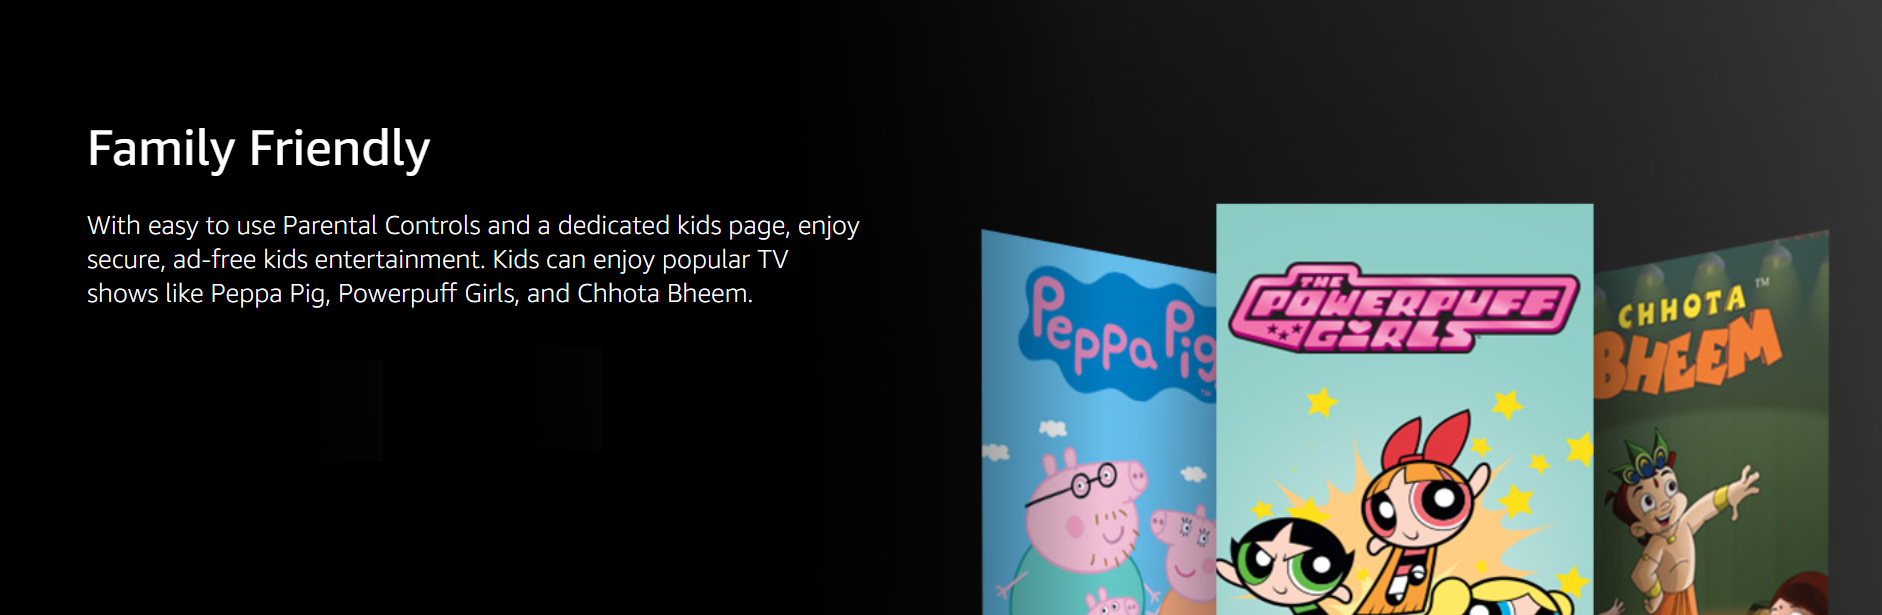 Family Friendly
With easy to use Parental Controls and a dedicated kids page, enjoy
secure, ad-free kids entertainment. Kids can enjoy popular TV
shows like Peppa Pig, Powerpuff Girls, and Chhota Bheem.
Peppa Pig
™
THE
POWERPUFF
GIRLS
CHHOTA ™
BHEEM